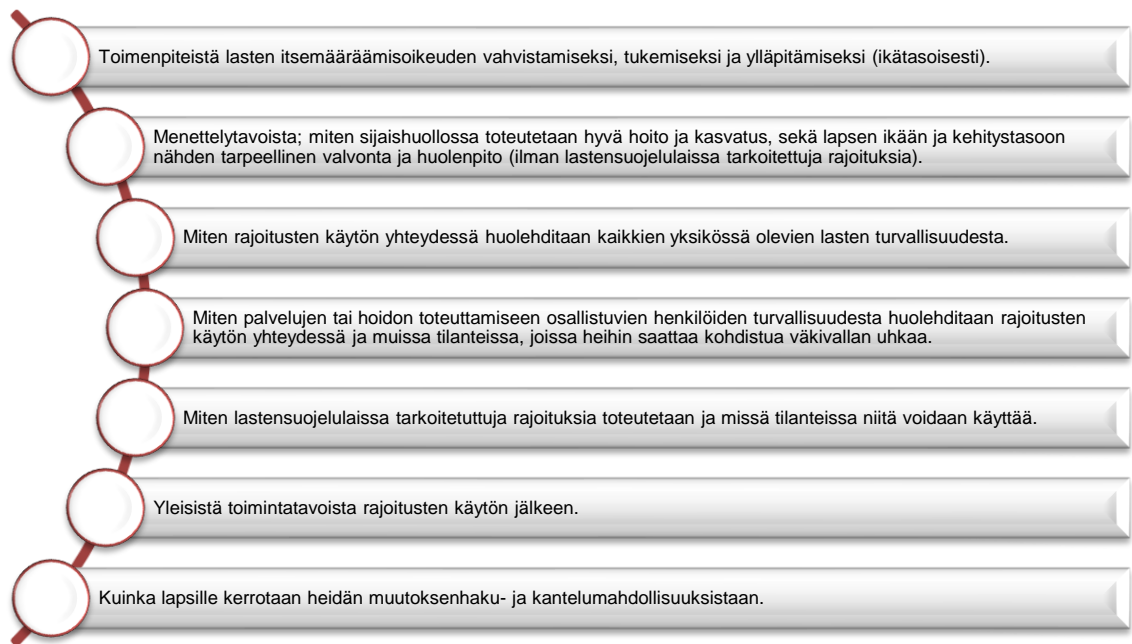 Toimenpiteistä lasten itsemääräämisoikeuden vahvistamiseksi, tukemiseksi ja ylläpitämiseksi (ikätasoisesti).
Menettelytavoista; miten sijaishuollossa toteutetaan hyvä hoito ja kasvatus, sekä lapsen ikään ja kehitystasoon
nähden tarpeellinen valvonta ja huolenpito (ilman lastensuojelulaissa tarkoitettuja rajoituksia).
Miten rajoitusten käytön yhteydessä huolehditaan kaikkien yksikössä olevien lasten turvallisuudesta.
Miten palvelujen tai hoidon toteuttamiseen osallistuvien henkilöiden turvallisuudesta huolehditaan rajoitusten
käytön yhteydessä ja muissa tilanteissa, joissa heihin saattaa kohdistua väkivallan uhkaa.
Miten lastensuojelulaissa tarkoitetuttuja rajoituksia toteutetaan ja missä tilanteissa niitä voidaan käyttää.
Yleisistä toimintatavoista rajoitusten käytön jälkeen.
Kuinka lapsille kerrotaan heidän muutoksenhaku- ja kantelumahdollisuuksistaan.